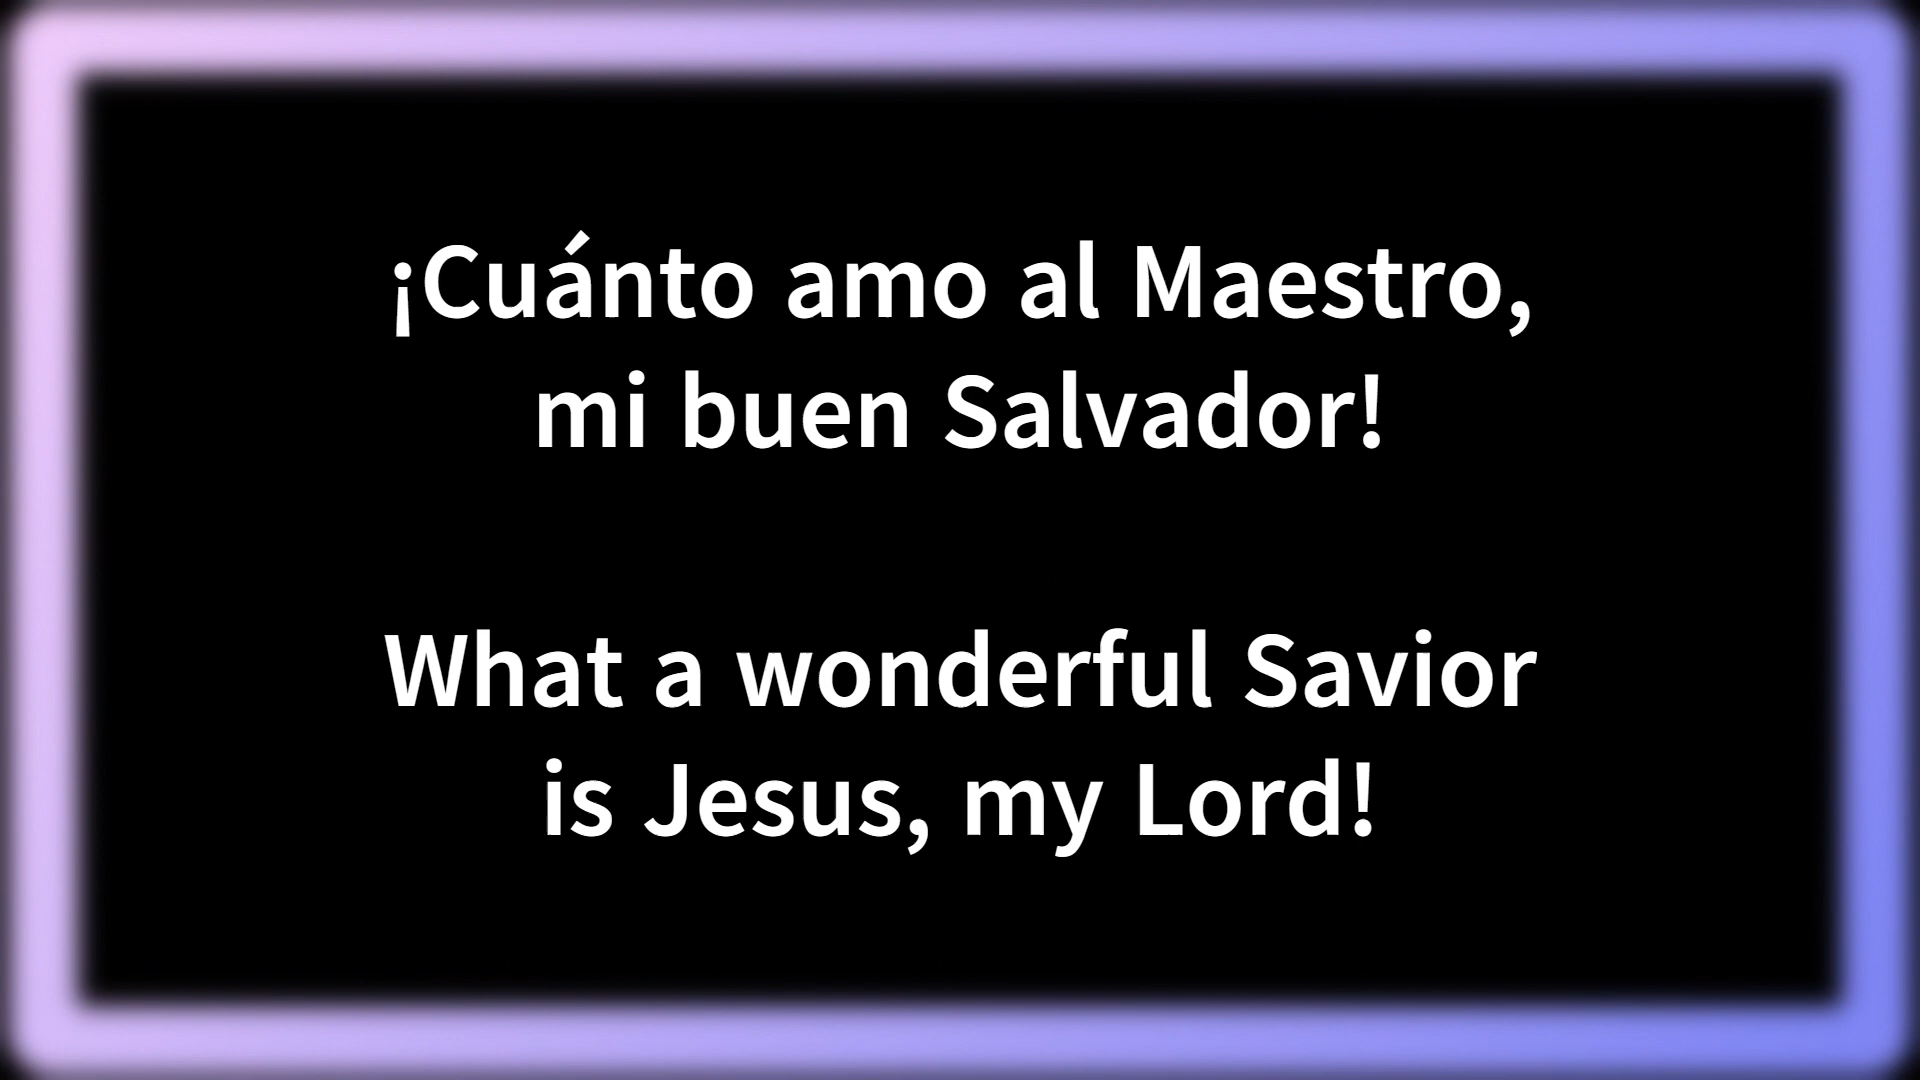 ¡Cuánto amo al Maestro,
mi buen Salvador!
What a wonderful Savior
is Jesus, my Lord!